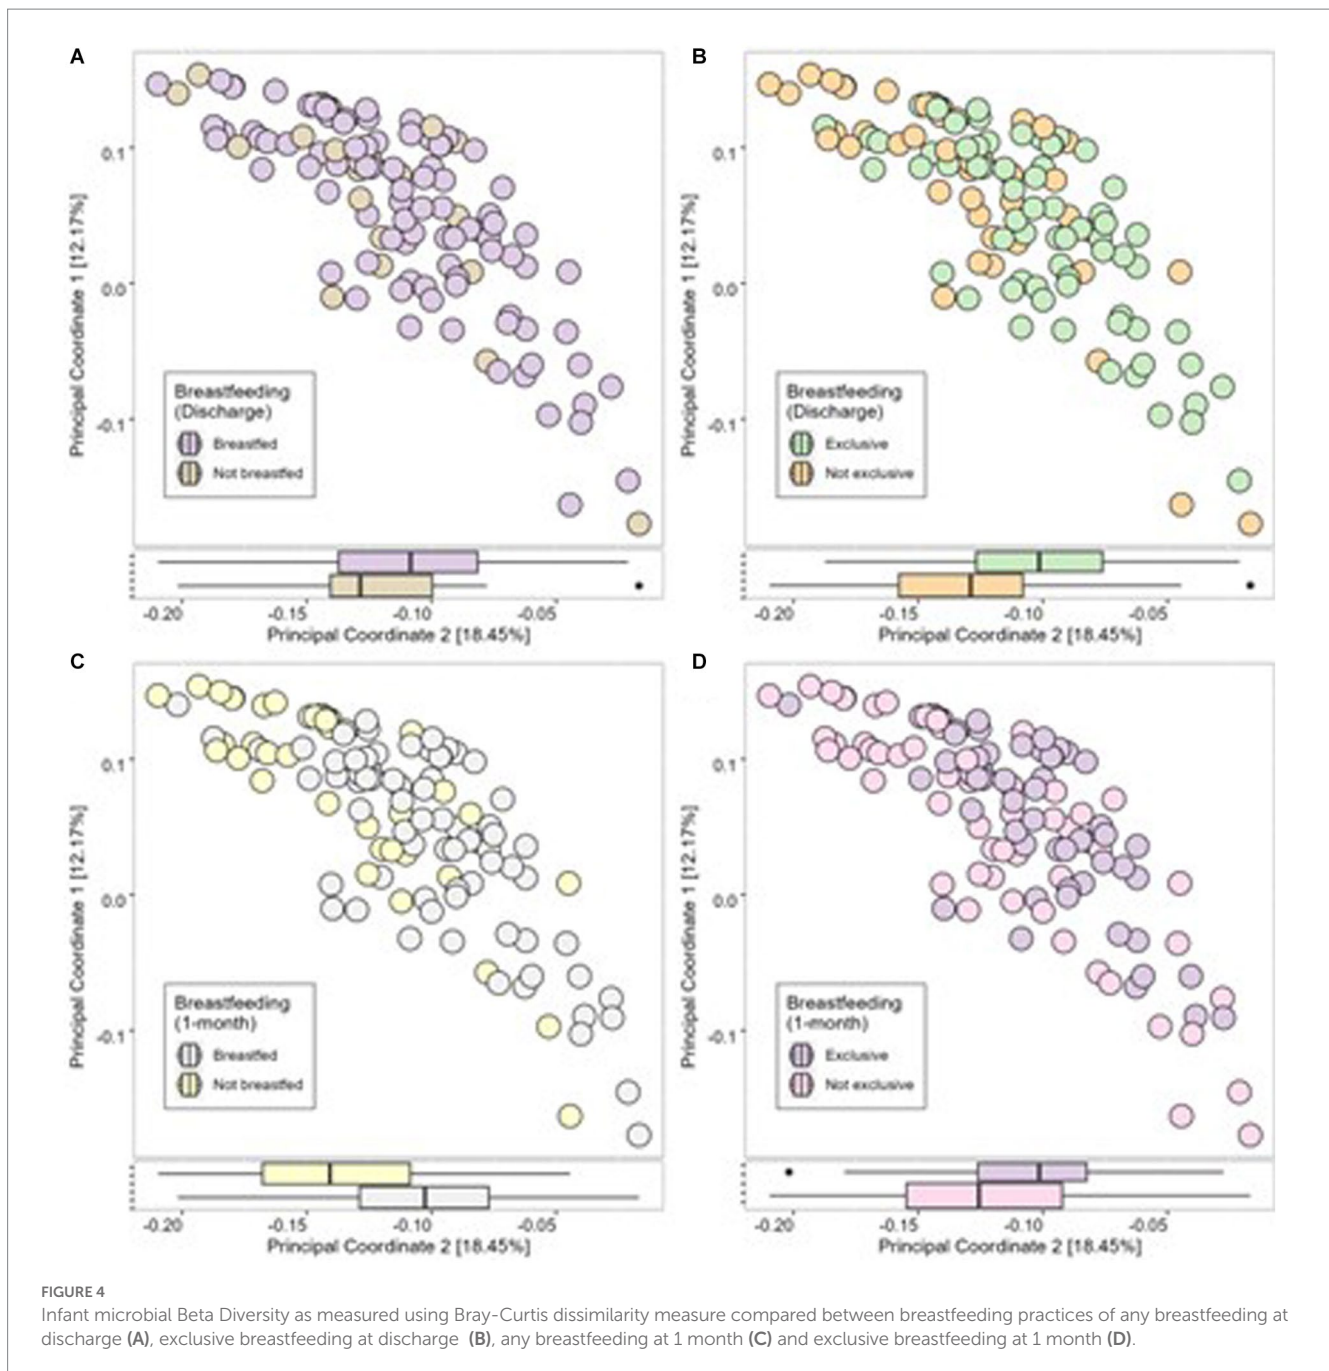 A
B
Principal Coordinate 1 [12.17%]
0.1
0.0
-0.1
Breastfeeding
(Discharge)
Breastfed
Not breastfed
-0.20
-0.15
-0.10
-0.05
Principal Coordinate 2 [18.45%]
Principal Coordinate 1 [12.17%]
0.1
0.0
-0.1
Breastfeeding
(Discharge)
Exclusive
Not exclusive
-0.20
-0.15
-0.10
-0.05
Principal Coordinate 2 [18.45%]
C
D
Principal Coordinate 1 [12.17%]
0.1
0.0
-0.1
Breastfeeding
(1-month)
Breastfed
Not breastfed
-0.20
-0.15
-0.10
-0.05
Principal Coordinate 2 [18.45%]
Principal Coordinate 1 [12.17%]
0.1
0.0
-0.1
Breastfeeding
(1-month)
Exclusive
Not exclusive
-0.20
-0.15
-0.10
-0.05
Principal Coordinate 2 [18.45%]
FIGURE 4
Infant microbial Beta Diversity as measured using Bray-Curtis dissimilarity measure compared between breastfeeding practices of any breastfeeding at
discharge (A), exclusive breastfeeding at discharge (B), any breastfeeding at 1 month (C) and exclusive breastfeeding at 1 month (D).